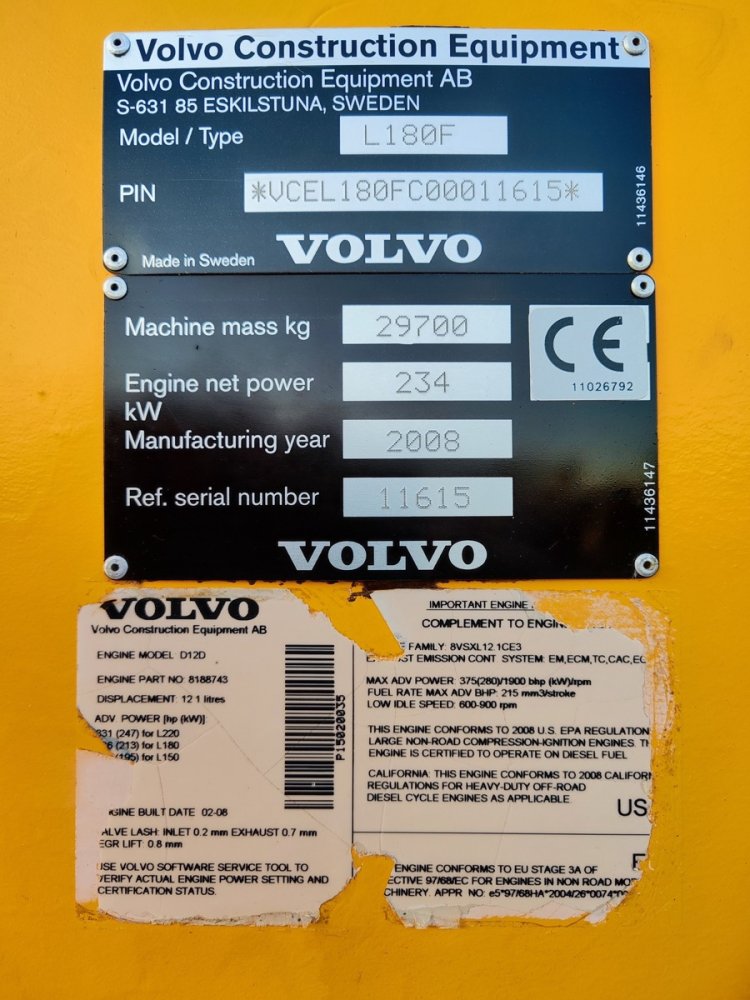 Volvo Construction Equipment
Volvo Construction Equipment AB
S-631 85 ESKILSTUNA, SWEDEN
Model / Type L180F
PIN *VCEL180FC00011615*
11436146
Made in Sweden VOLVO
Machine mass kg 29700
CE
11026792
Engine net power 234
kW
Manufacturing year 2008
Ref. serial number 11615
11436147
VOLVO
VOLVO
Volvo Construction Equipment AB
ENGINE MODEL D12D
ENGINE PART NO: 8188743
DISPLACEMENT: 12.1 litres
ADV. POWER [hp (kW)]
331 (247) for L220
(213) for L180
(195) for L150
P15020035
BUILT DATE 02-08
LASH: INLET 0.2 mm EXHAUST 0.7 mm
LIFT: 0.8 mm
VOLVO SOFTWARE SERVICE TOOL TO
VERIFY ACTUAL ENGINE POWER SETTING AND
CERTIFICATION STATUS.
IMPORTANT ENGINE
COMPLEMENT TO
FAMILY: 8VSXL12.1CE3
EMISSION CONT. SYSTEM: EM,ECM,TC,CAC,
MAX ADV POWER: 375(280)/1900 bhp (kW)/rpm
FUEL RATE MAX ADV BHP: 215 mm3/stroke
LOW IDLE SPEED: 600-900 rpm
THIS ENGINE CONFORMS TO 2008 U.S. EPA REGULATION
LARGE NON-ROAD COMPRESSION-IGNITION ENGINES.
ENGINE IS CERTIFIED TO OPERATE ON DIESEL FUEL
CALIFORNIA: THIS ENGINE CONFORMS TO 2008
REGULATIONS FOR HEAVY-DUTY OFF-ROAD
DIESEL CYCLE ENGINES AS APPLICABLE.
US
ENGINE CONFORMS TO EU STAGE 3A OF
97/68/EC FOR ENGINES IN NON ROAD
APPR. NO: e5*97/68HA*2004/26*0074*